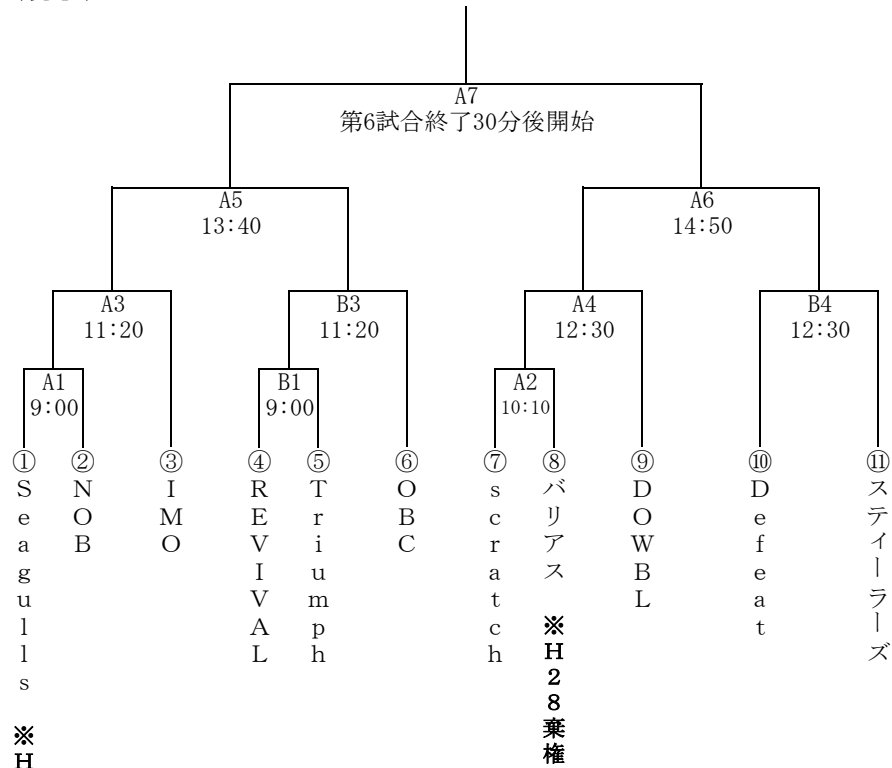 A7
第6試合終了30分後開始
A5
13:40
A6
14:50
A3
11:20
B3
11:20
A4
12:30
B4
12:30
A1
9:00
B1
9:00
A2
10:10
①Seagulls ※H
②NOB
③IMO
④REVIVAL
⑤Triumph
⑥OBC
⑦scratch
⑧バリアス ※H28棄権
⑨DOWBL
⑩Defeat
⑪スティーラーズ